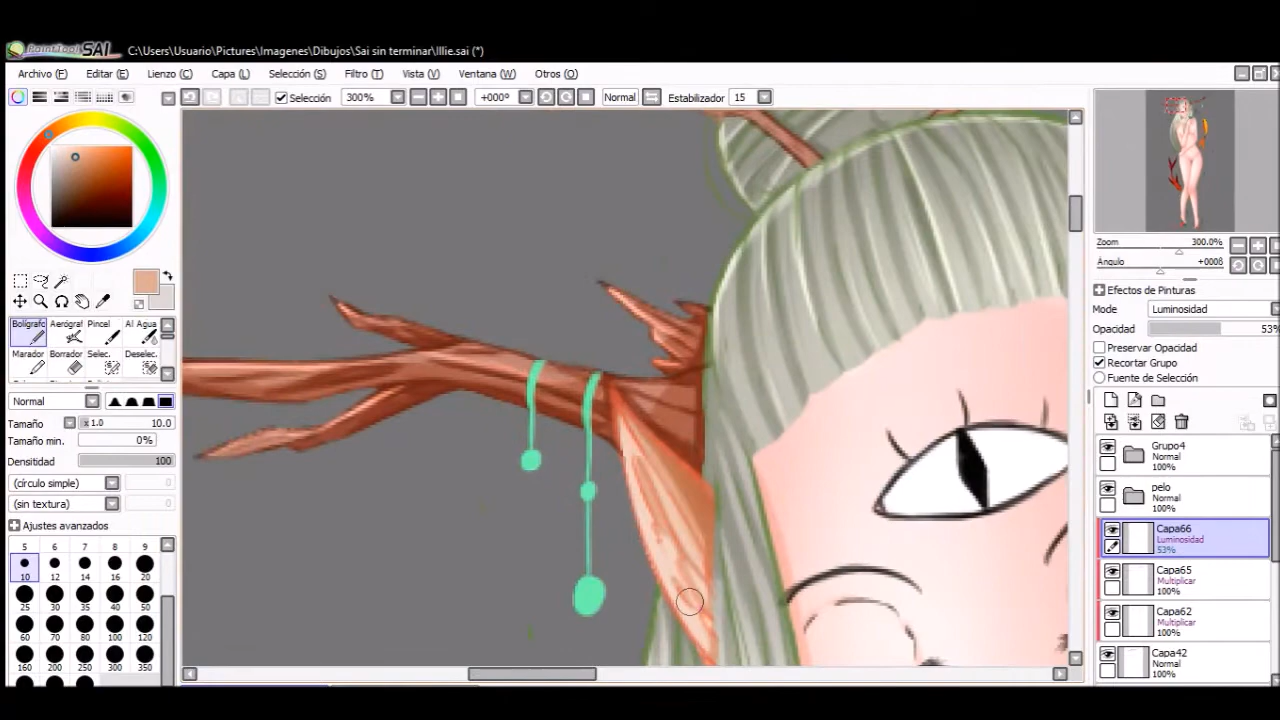 PaintTool SAI C:\Users\Usuario\Pictures\Imagenes\Dibujos\Sai sin terminar\Illie.sai (*)
Archivo (F) Editar (E) Lienzo (C) Capa (L) Selección (S) Filtro (T) Vista (V) Ventana (W) Otros (O)
Selección 300% +000º Normal Estabilizador 15
Zoom 300.0%
Ángulo +000º
Efectos de Pinturas
Mode Luminosidad
Opacidad 53%
Preservar Opacidad
Recortar Grupo
Fuente de Selección
Bolígrafo Aerógraf Pincel Al Agua
Marador Borrador Selec. Deselec.
Normal
Tamaño x 1.0 10.0
Tamaño min. 0%
Densitidad 100
(círculo simple)
(sin textura)
Ajustes avanzados
5 6 7 8 9
10 12 14 16 20
25 30 35 40 50
60 70 80 100 120
160 200 250 300 350
Grupo4
Normal
100%
pelo
Normal
100%
Capa66
Luminosidad
53%
Capa65
Multiplicar
100%
Capa62
Multiplicar
100%
Capa42
Normal
100%